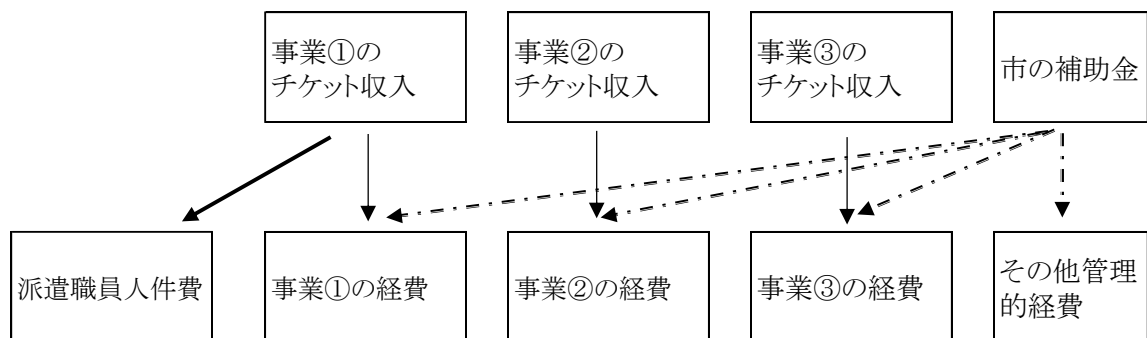 事業①の
チケット収入
事業②の
チケット収入
事業③の
チケット収入
市の補助金
派遣職員人件費
事業①の経費
事業②の経費
事業③の経費
その他管理
的経費